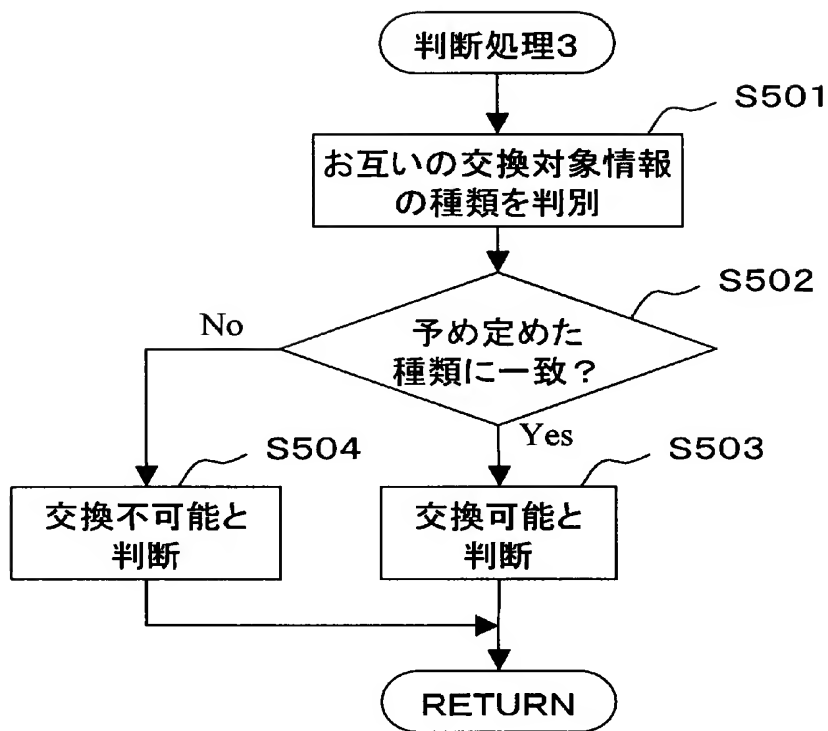 判断処理3
S501
お互いの交換対象情報
の種類を判別
S502
予め定めた
種類に一致?
No
Yes
S504
交換不可能と
判断
S503
交換可能と
判断
RETURN